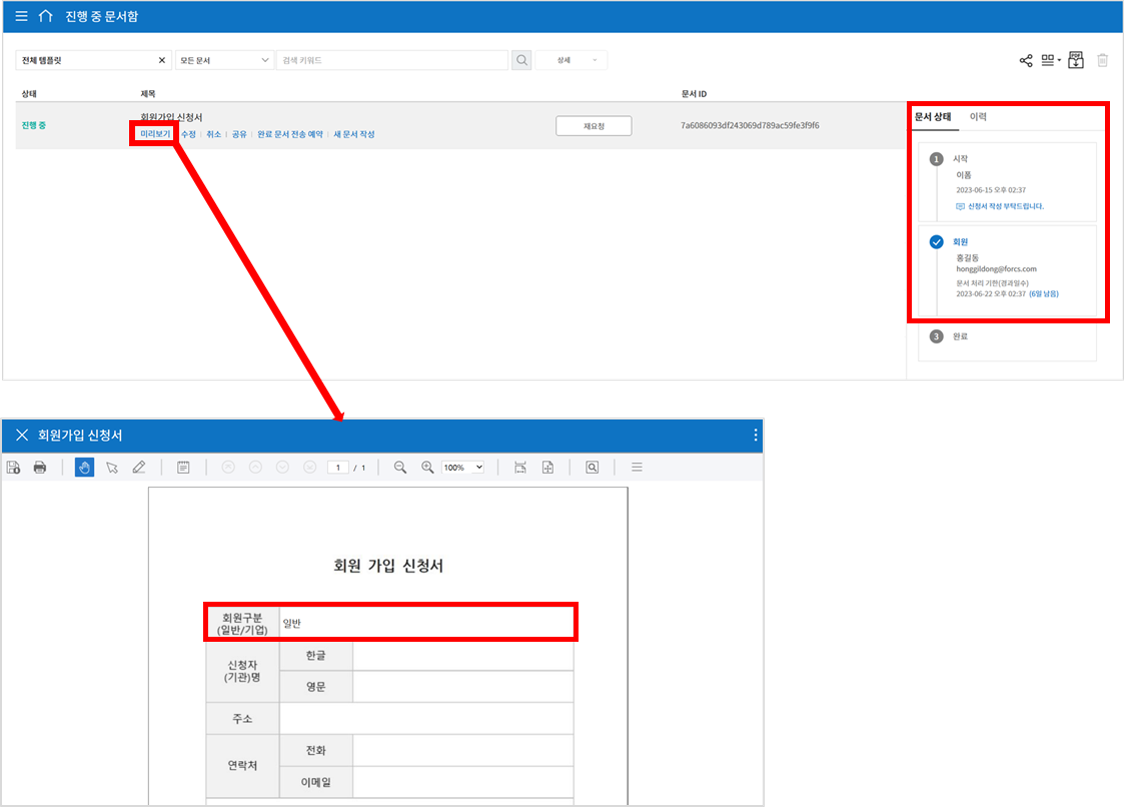 진행 중 문서함
전체 템플릿 모든 문서 검색 키워드 상세
상태 제목 문서 ID
진행 중 회원가입 신청서
미리보기 수정 | 취소 | 공유 | 완료 문서 전송 예약 | 새 문서 작성
재요청 7a6086093df243069d789ac59fe3f9f6
문서 상태 이력
1 시작
이폼
2023-06-15 오후 02:37
신청서 작성 부탁드립니다.
회원
홍길동
honggildong@forcs.com
문서 처리 기한(경과일수)
2023-06-22 오후 02:37 (6일 남음)
3 완료
회원가입 신청서
1 / 1 100%
회원 가입 신청서
회원구분
(일반/기업)
일반
신청자
(기관)명
한글
영문
주소
연락처
전화
이메일